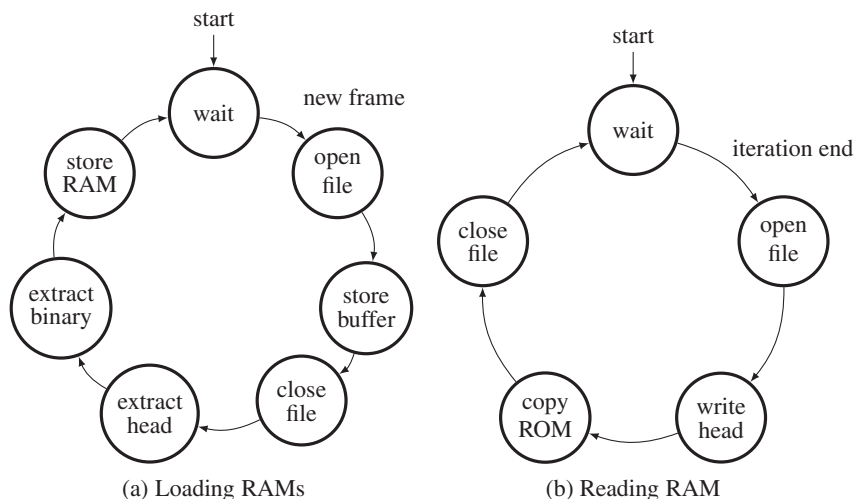 start
wait
new frame
open
file
store
buffer
close
file
extract
head
extract
binary
store
RAM
(a) Loading RAMs
start
wait
iteration end
open
file
write
head
copy
ROM
close
file
(b) Reading RAM